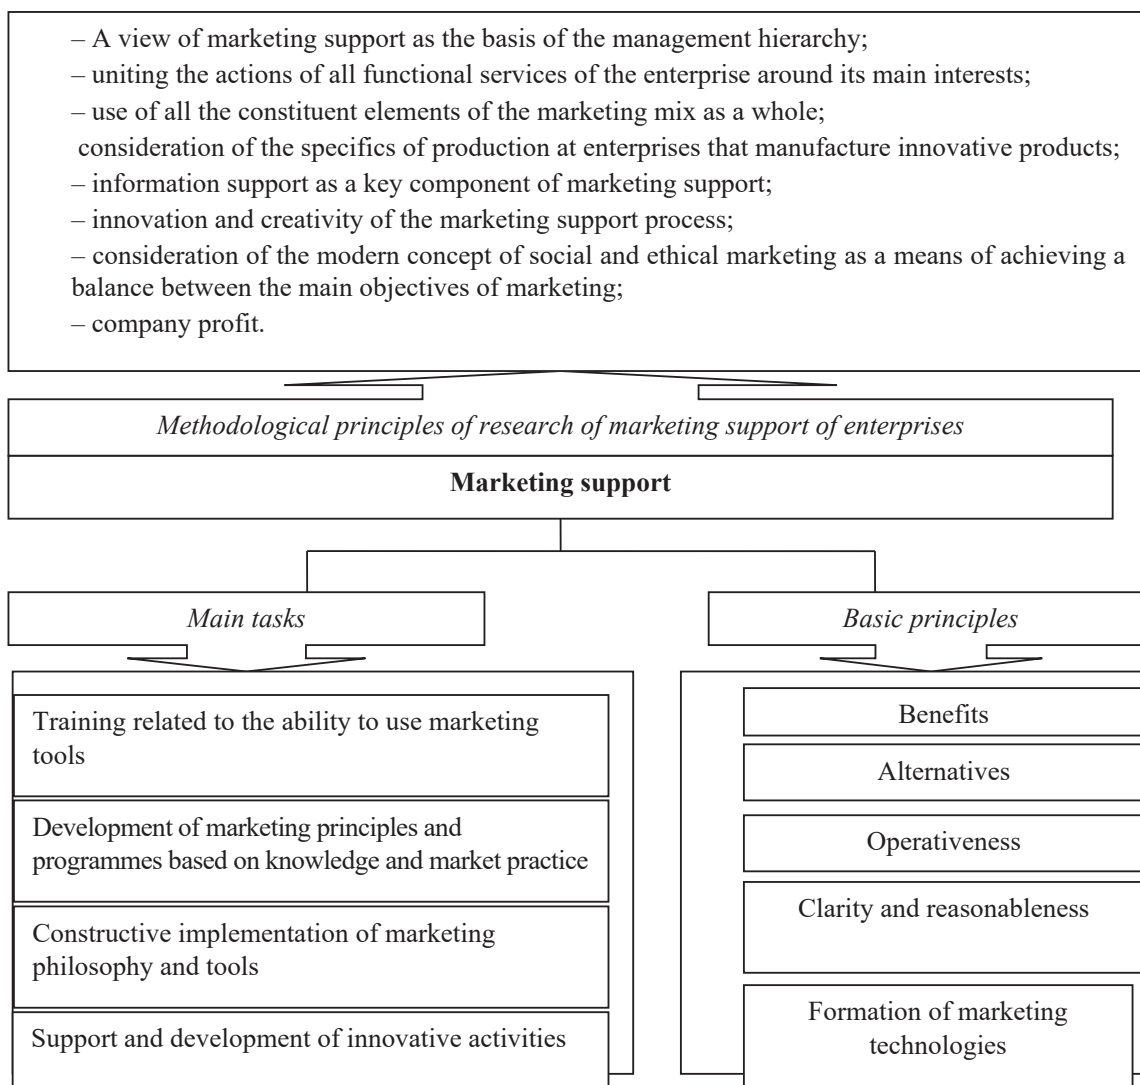 – A view of marketing support as the basis of the management hierarchy;
– uniting the actions of all functional services of the enterprise around its main interests;
– use of all the constituent elements of the marketing mix as a whole;
consideration of the specifics of production at enterprises that manufacture innovative products;
– information support as a key component of marketing support;
– innovation and creativity of the marketing support process;
– consideration of the modern concept of social and ethical marketing as a means of achieving a
balance between the main objectives of marketing;
– company profit.
Methodological principles of research of marketing support of enterprises
Marketing support
Main tasks
Training related to the ability to use marketing
tools
Development of marketing principles and
programmes based on knowledge and market practice
Constructive implementation of marketing
philosophy and tools
Support and development of innovative activities
Basic principles
Benefits
Alternatives
Operativeness
Clarity and reasonableness
Formation of marketing
technologies